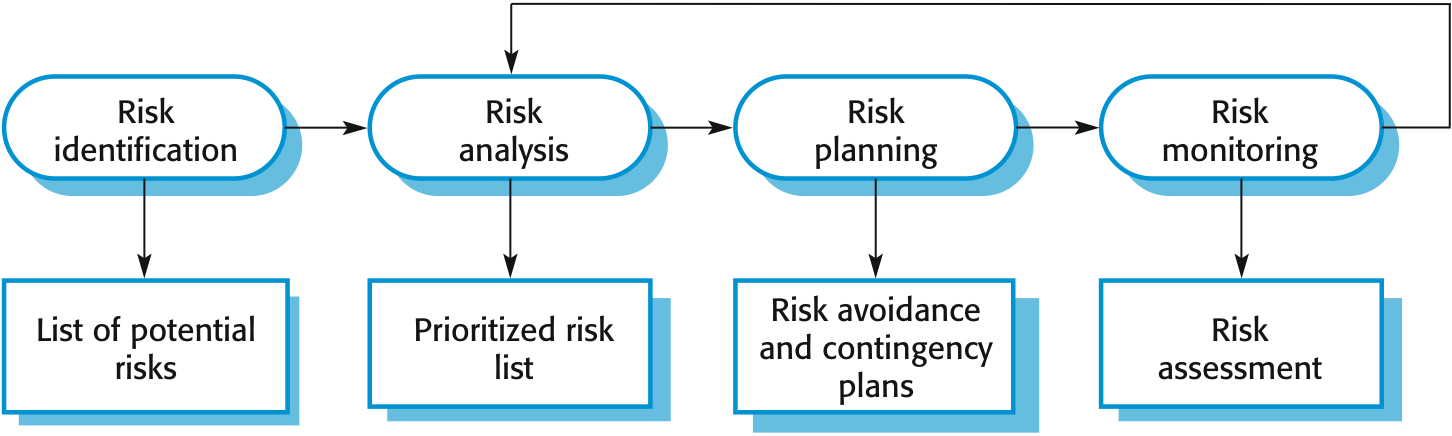 Risk
identification
Risk
analysis
Risk
planning
Risk
monitoring
List of potential
risks
Prioritized risk
list
Risk avoidance
and contingency
plans
Risk
assessment